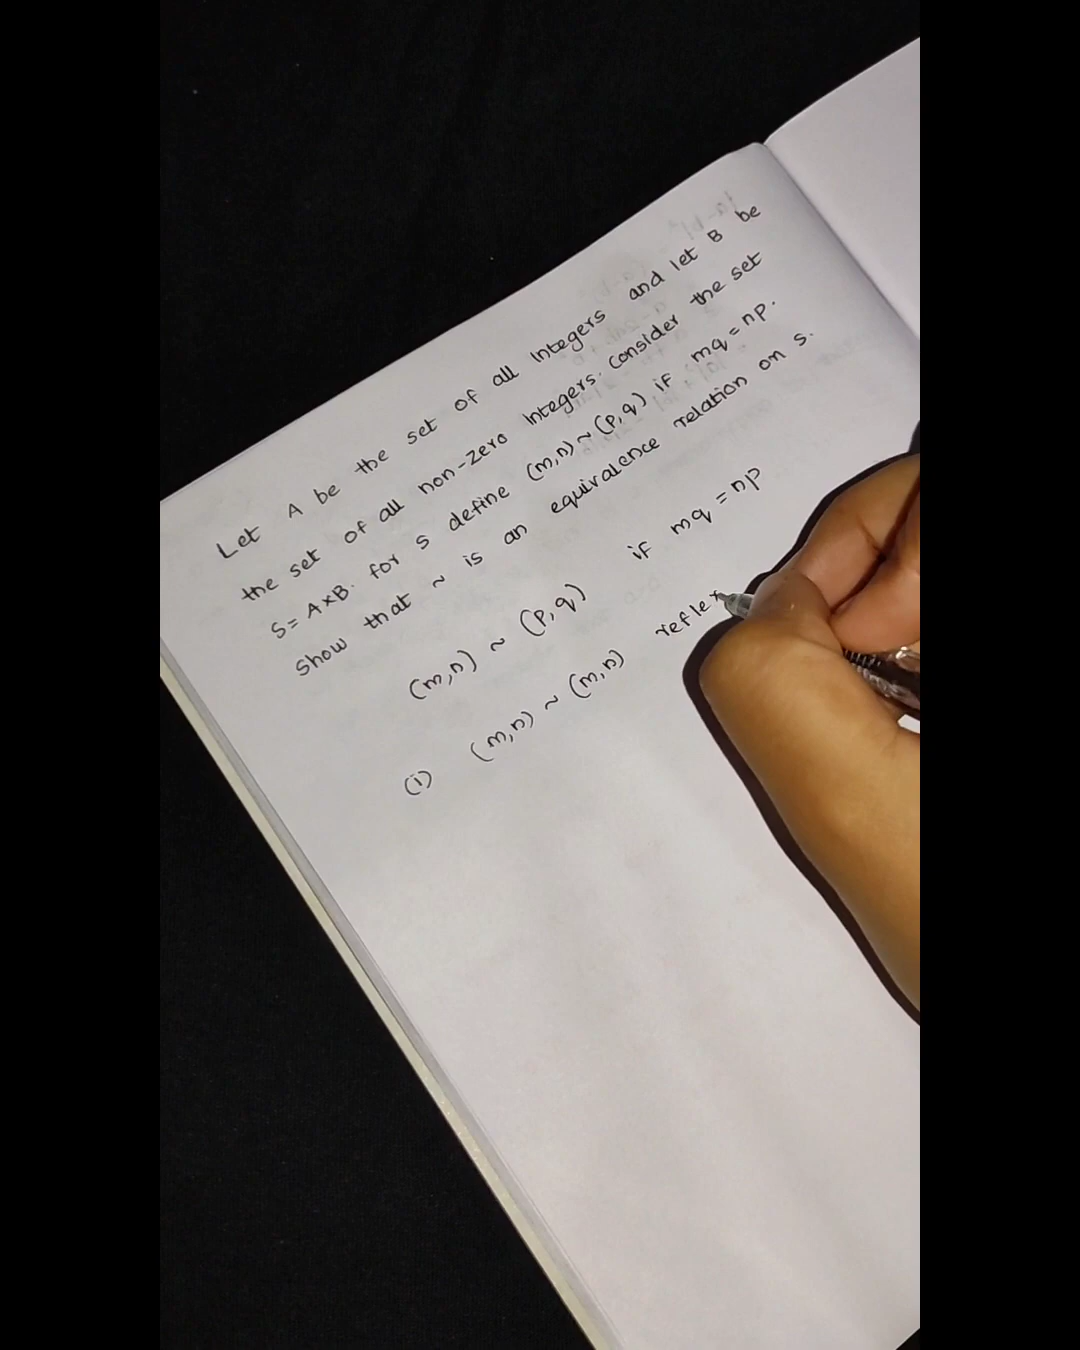 Let A be the set of all Integers and let B be
the set of all non-zero Integers. Consider the set
S = A×B. for S define (m,n) ~ (p,q) if mq = np.
Show that ~ is an equivalence relation on S.
(m,n) ~ (p,q) if mq = np
(i) (m,n) ~ (m,n) reflex